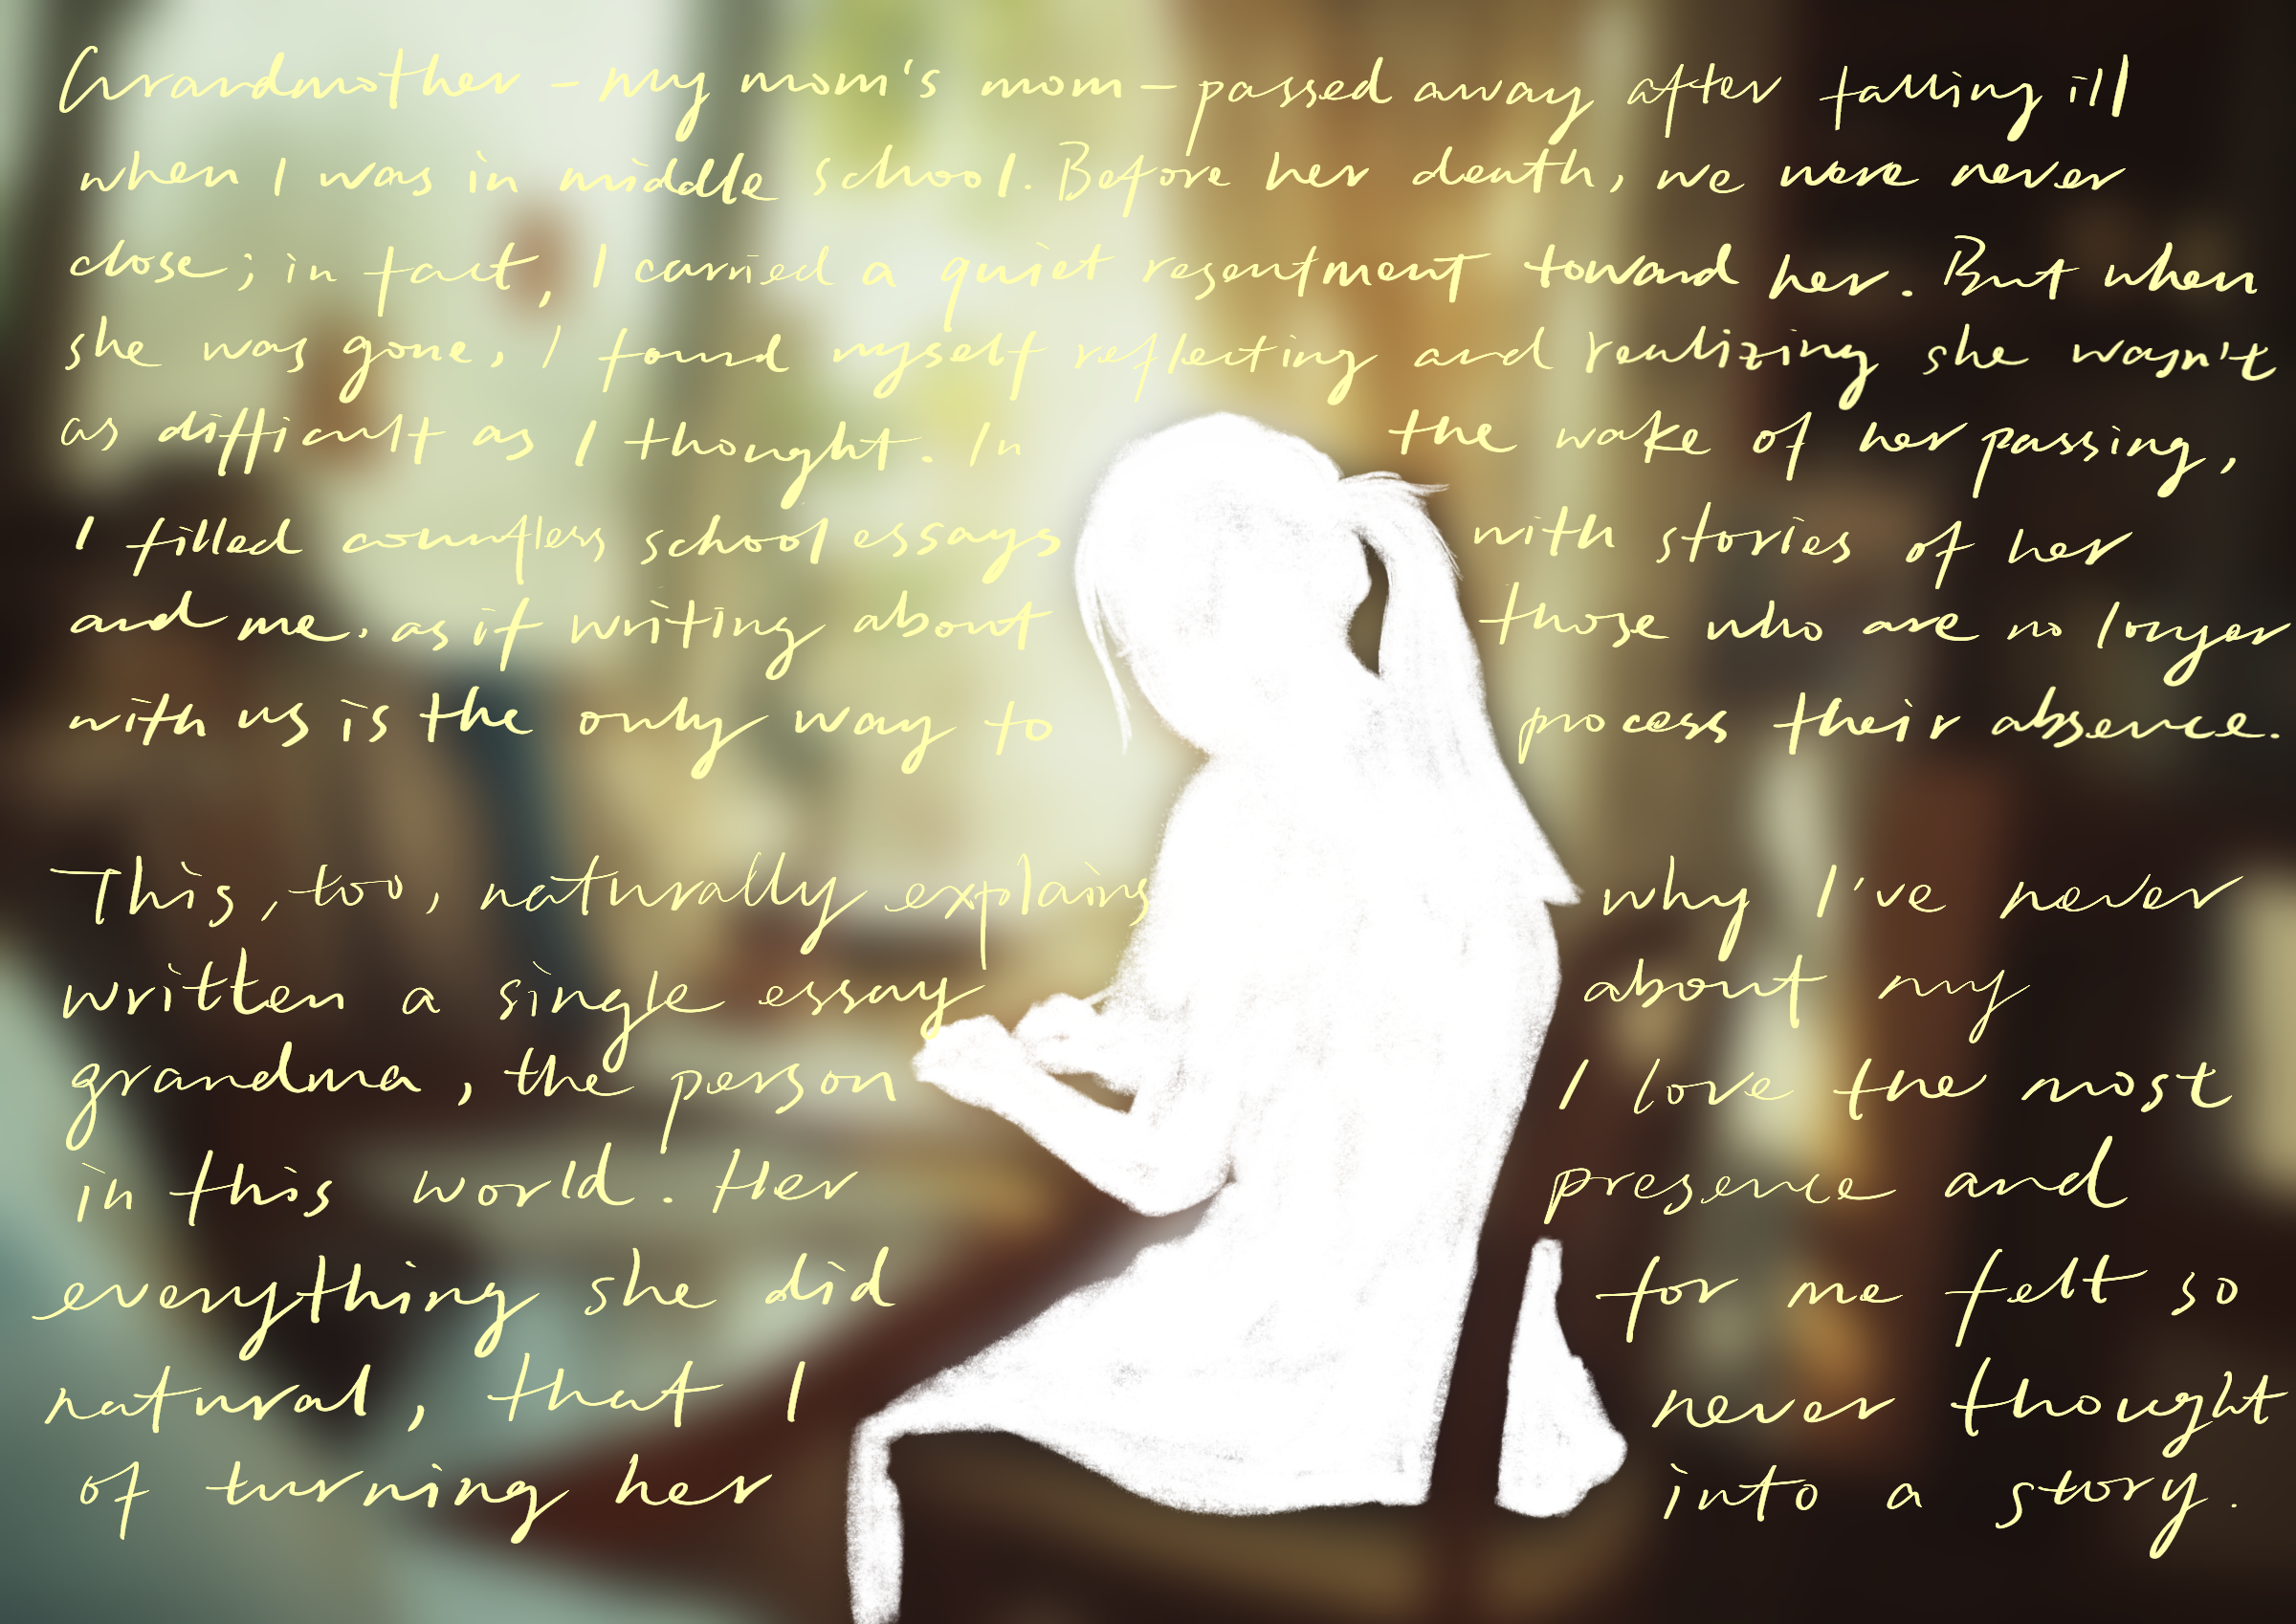 Grandmother – my mom's mom – passed away after falling ill
when I was in middle school. Before her death, we were never
close; in fact, I carried a quiet resentment toward her. But when
she was gone, I found myself reflecting and realizing she wasn't
as difficult as I thought. In the wake of her passing,
I filled countless school essays with stories of her
and me, as if writing about those who are no longer
with us is the only way to process their absence.
This, too, naturally explains why I've never
written a single essay about my
grandma, the person I love the most
in this world. Her presence and
everything she did for me felt so
natural, that I never thought
of turning her into a story.